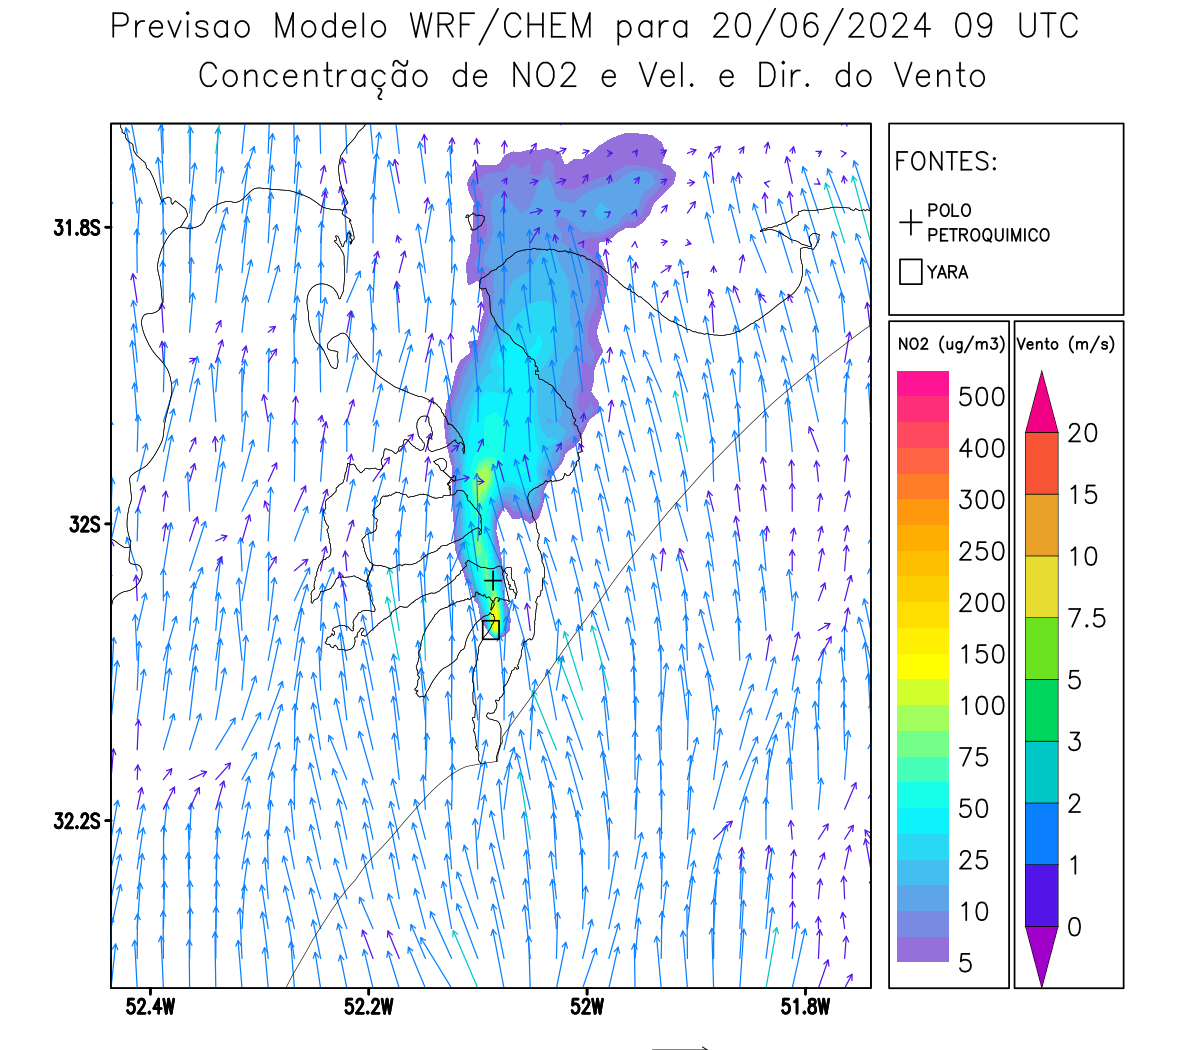 Previsao Modelo WRF/CHEM para 20/06/2024 09 UTC
Concentração de NO2 e Vel. e Dir. do Vento
FONTES:
POLO
PETROQUIMICO
YARA
31.8S
32S
32.2S
52.4W
52.2W
52W
51.8W
NO2 (ug/m3)
500
400
300
250
200
150
100
75
50
25
10
5
Vento (m/s)
20
15
10
7.5
5
3
2
1
0